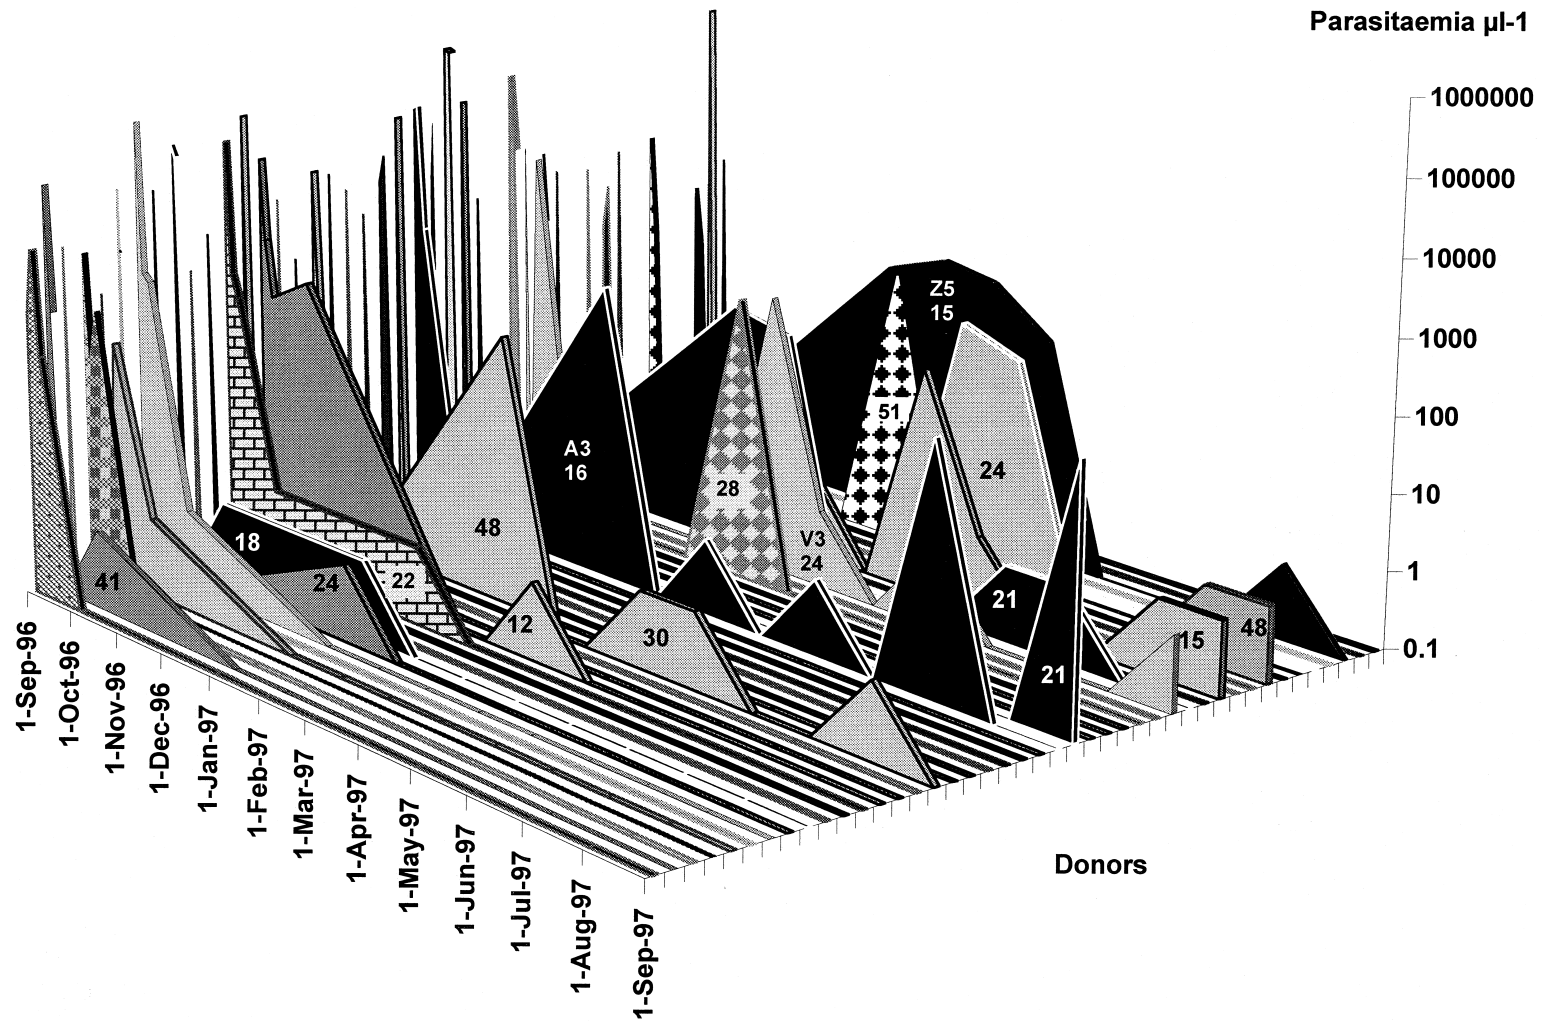 Parasitaemia µl-1
1000000
100000
10000
1000
100
10
1
0.1
Z5
15
51
24
A3
16
28
48
V3
24
18
41
24
22
12
30
21
21
15
48
1-Sep-96
1-Oct-96
1-Nov-96
1-Dec-96
1-Jan-97
1-Feb-97
1-Mar-97
1-Apr-97
1-May-97
1-Jun-97
1-Jul-97
1-Aug-97
1-Sep-97
Donors